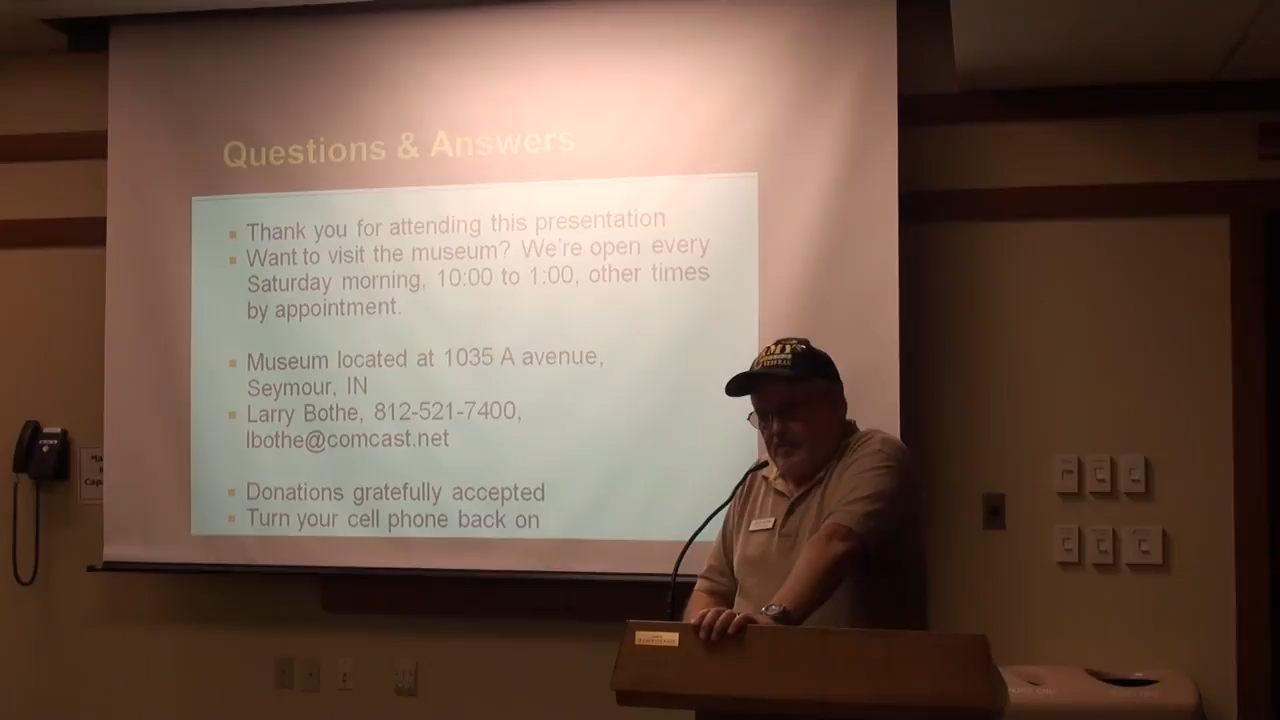 Questions & Answers
Thank you for attending this presentation
Want to visit the museum? We're open every
Saturday morning, 10:00 to 1:00, other times
by appointment.
Museum located at 1035 A avenue,
Seymour, IN
Larry Bothe, 812-521-7400,
lbothe@comcast.net
Donations gratefully accepted
Turn your cell phone back on